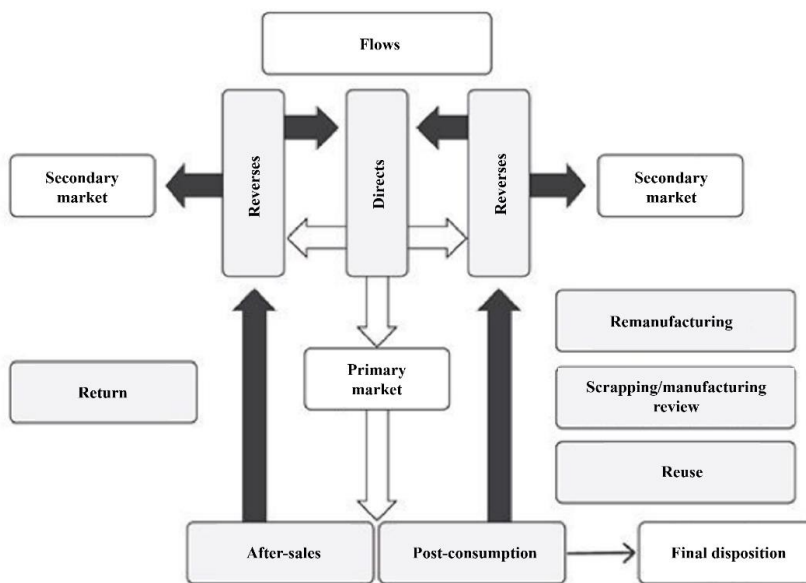 Flows
Reverses
Directs
Reverses
Secondary
market
Secondary
market
Remanufacturing
Primary
market
Return
Scrapping/manufacturing
review
Reuse
After-sales
Post-consumption
Final disposition